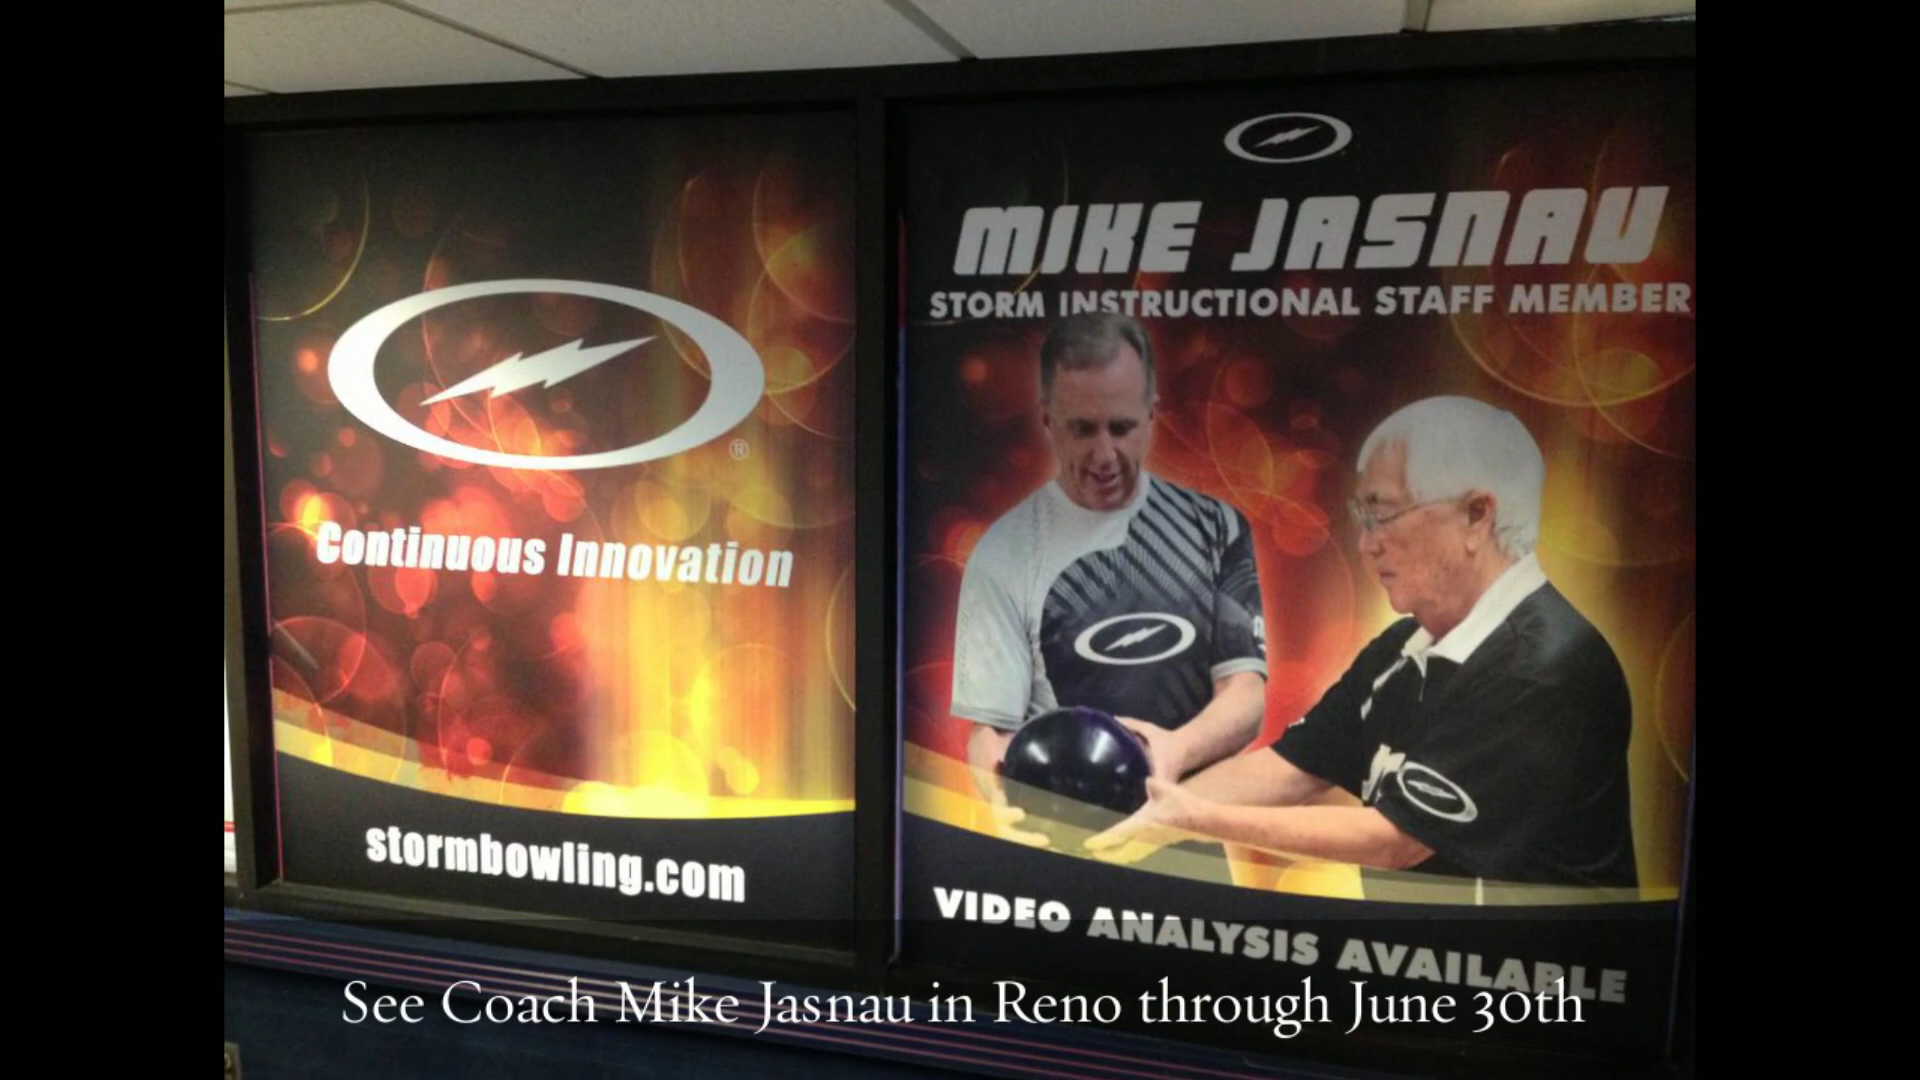 Continuous Innovation
®
stormbowling.com
MIKE JASNAU
STORM INSTRUCTIONAL STAFF MEMBER
VIDEO ANALYSIS AVAILABLE
See Coach Mike Jasnau in Reno through June 30th